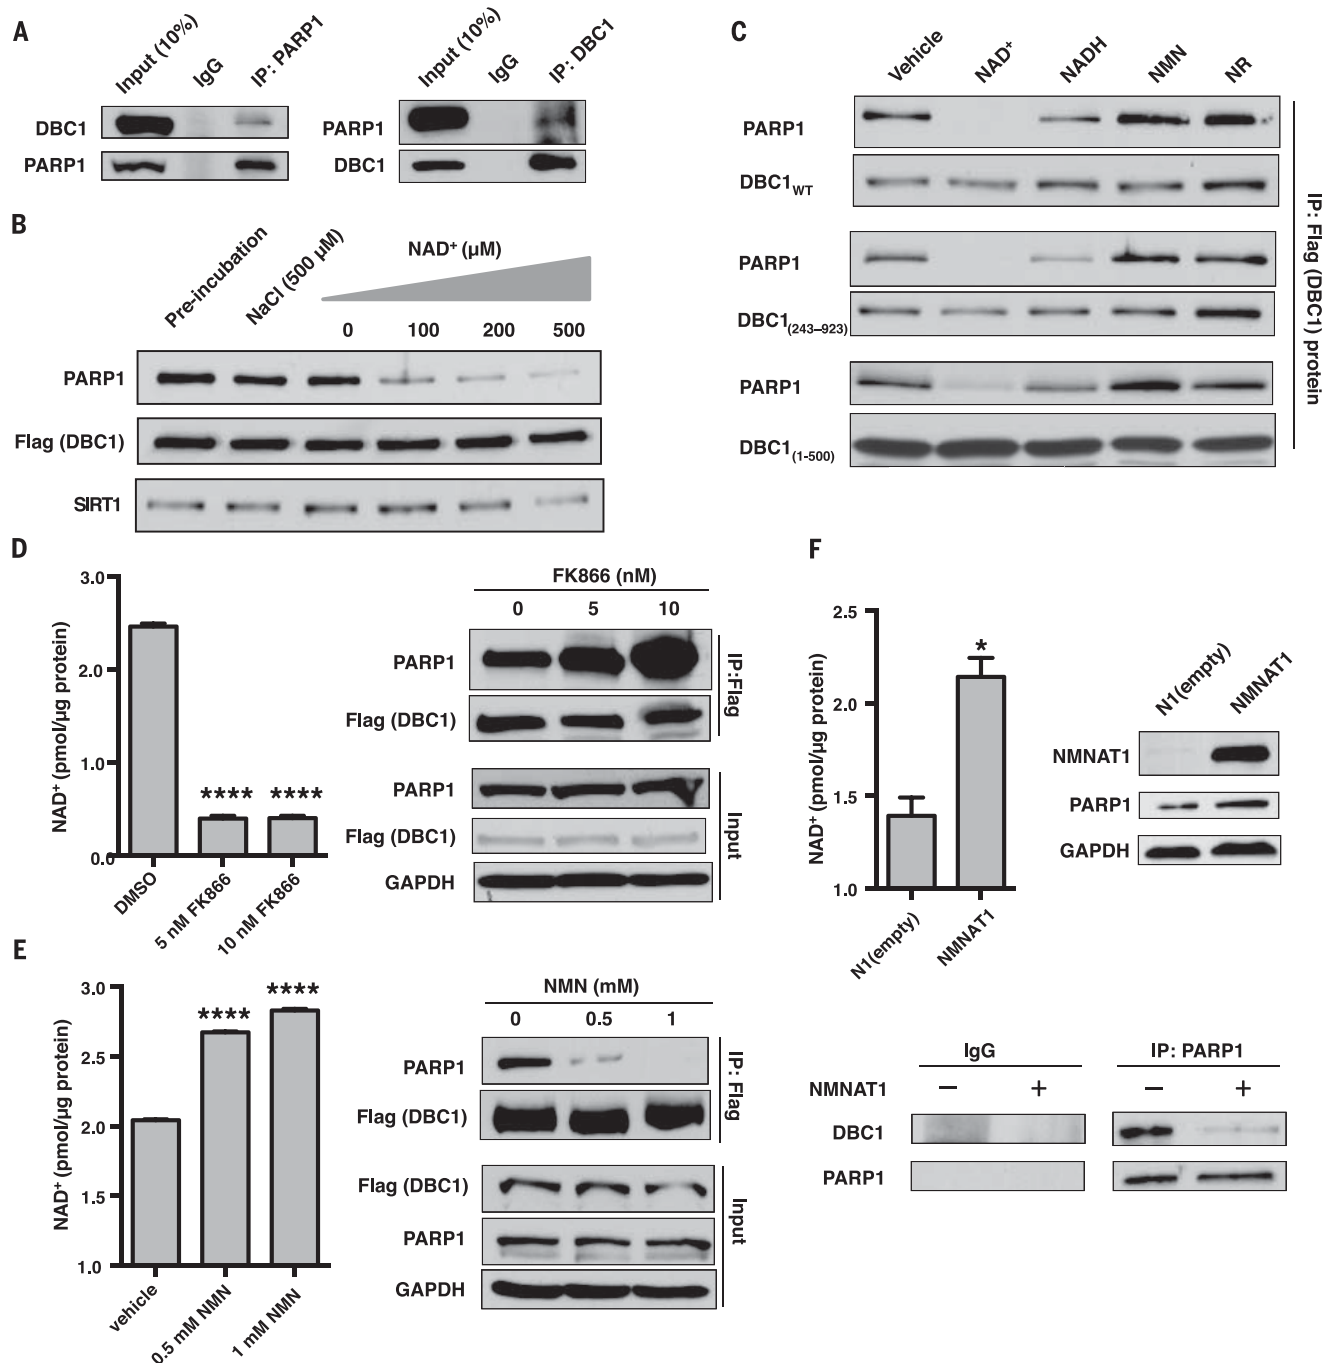 A
Input (10%)
IgG
IP: PARP1
DBC1
PARP1
Input (10%)
IgG
IP: DBC1
PARP1
DBC1
B
Pre-incubation
NaCl (500 µM)
NAD+ (µM)
0 100 200 500
PARP1
Flag (DBC1)
SIRT1
C
Vehicle
NAD+
NADH
NMN
NR
PARP1
DBC1WT
PARP1
DBC1(243–923)
PARP1
DBC1(1-500)
IP: Flag (DBC1) protein
D
NAD+ (pmol/µg protein)
3.0
2.0
1.0
0.0
**** ****
DMSO
5 nM FK866
10 nM FK866
FK866 (nM)
0 5 10
PARP1
Flag (DBC1)
IP:Flag
PARP1
Flag (DBC1)
GAPDH
Input
E
NAD+ (pmol/µg protein)
3.0
2.5
2.0
1.5
1.0
****
****
vehicle
0.5 mM NMN
1 mM NMN
NMN (mM)
0 0.5 1
PARP1
Flag (DBC1)
IP: Flag
Flag (DBC1)
PARP1
GAPDH
Input
F
NAD+ (pmol/µg protein)
2.5
2.0
1.5
1.0
*
N1(empty)
NMNAT1
N1(empty)
NMNAT1
NMNAT1
PARP1
GAPDH
IgG IP: PARP1
NMNAT1 − + − +
DBC1
PARP1